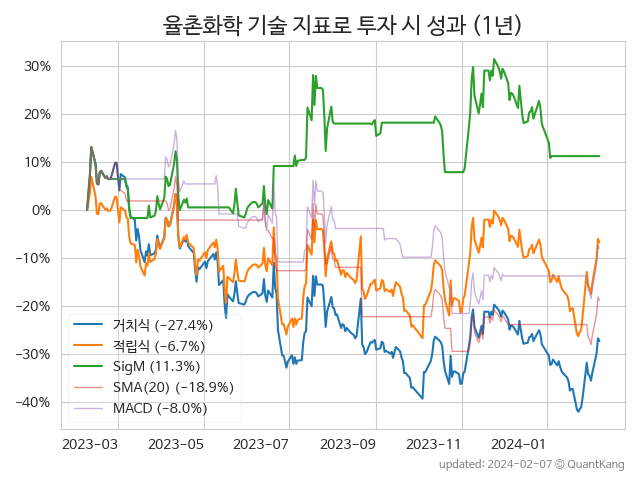 율촌화학 기술 지표로 투자 시 성과 (1년)
30%
20%
10%
0%
−10%
−20%
−30%
−40%
거치식 (−27.4%)
적립식 (−6.7%)
SigM (11.3%)
SMA(20) (−18.9%)
MACD (−8.0%)
2023-03
2023-05
2023-07
2023-09
2023-11
2024-01
updated: 2024-02-07 © QuantKang